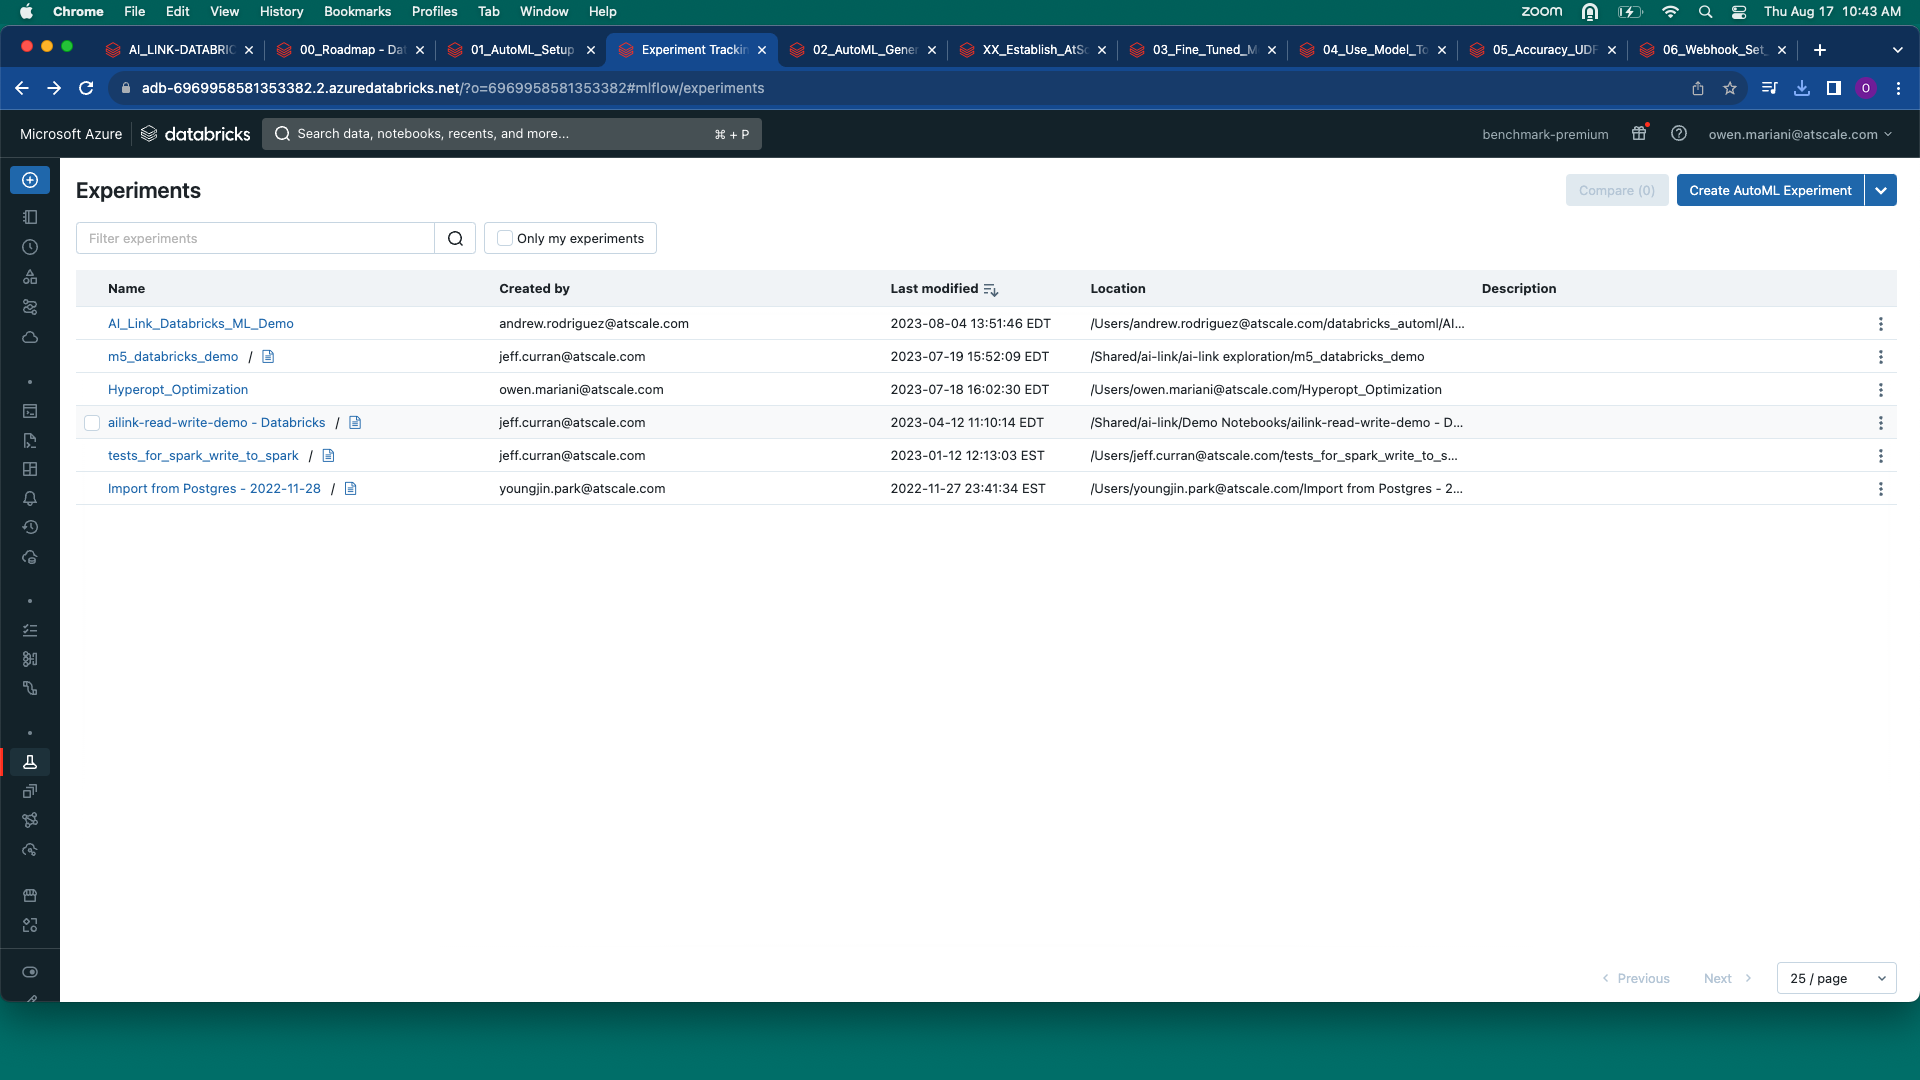 Chrome File Edit View History Bookmarks Profiles Tab Window Help zoom Thu Aug 17 10:43 AM
AI_LINK-DATABRIC 00_Roadmap - Dat 01_AutoML_Setup Experiment Trackin 02_AutoML_Gener XX_Establish_AtSc 03_Fine_Tuned_M 04_Use_Model_To 05_Accuracy_UDF 06_Webhook_Set_
adb-6969958581353382.2.azuredatabricks.net/?o=6969958581353382#mlflow/experiments O
Microsoft Azure databricks Search data, notebooks, recents, and more... ⌘ + P benchmark-premium owen.mariani@atscale.com
Experiments Compare (0) Create AutoML Experiment
Filter experiments Only my experiments
Name Created by Last modified Location Description
AI_Link_Databricks_ML_Demo andrew.rodriguez@atscale.com 2023-08-04 13:51:46 EDT /Users/andrew.rodriguez@atscale.com/databricks_automl/AI...
m5_databricks_demo / jeff.curran@atscale.com 2023-07-19 15:52:09 EDT /Shared/ai-link/ai-link exploration/m5_databricks_demo
Hyperopt_Optimization owen.mariani@atscale.com 2023-07-18 16:02:30 EDT /Users/owen.mariani@atscale.com/Hyperopt_Optimization
ailink-read-write-demo - Databricks / jeff.curran@atscale.com 2023-04-12 11:10:14 EDT /Shared/ai-link/Demo Notebooks/ailink-read-write-demo - D...
tests_for_spark_write_to_spark / jeff.curran@atscale.com 2023-01-12 12:13:03 EST /Users/jeff.curran@atscale.com/tests_for_spark_write_to_s...
Import from Postgres - 2022-11-28 / youngjin.park@atscale.com 2022-11-27 23:41:34 EST /Users/youngjin.park@atscale.com/Import from Postgres - 2...
Previous Next 25 / page